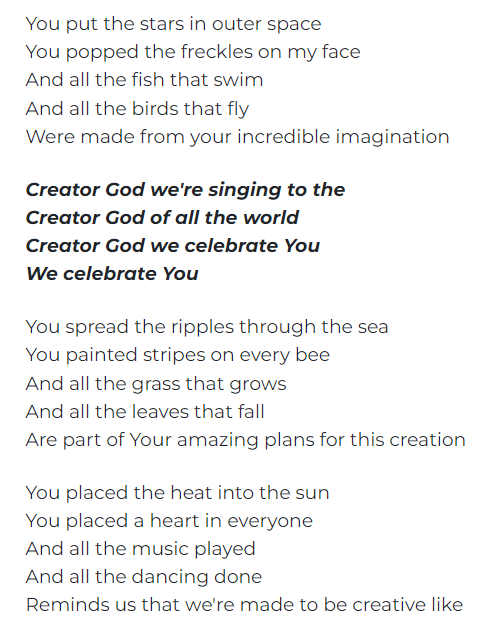 You put the stars in outer space
You popped the freckles on my face
And all the fish that swim
And all the birds that fly
Were made from your incredible imagination
Creator God we're singing to the
Creator God of all the world
Creator God we celebrate You
We celebrate You
You spread the ripples through the sea
You painted stripes on every bee
And all the grass that grows
And all the leaves that fall
Are part of Your amazing plans for this creation
You placed the heat into the sun
You placed a heart in everyone
And all the music played
And all the dancing done
Reminds us that we're made to be creative like